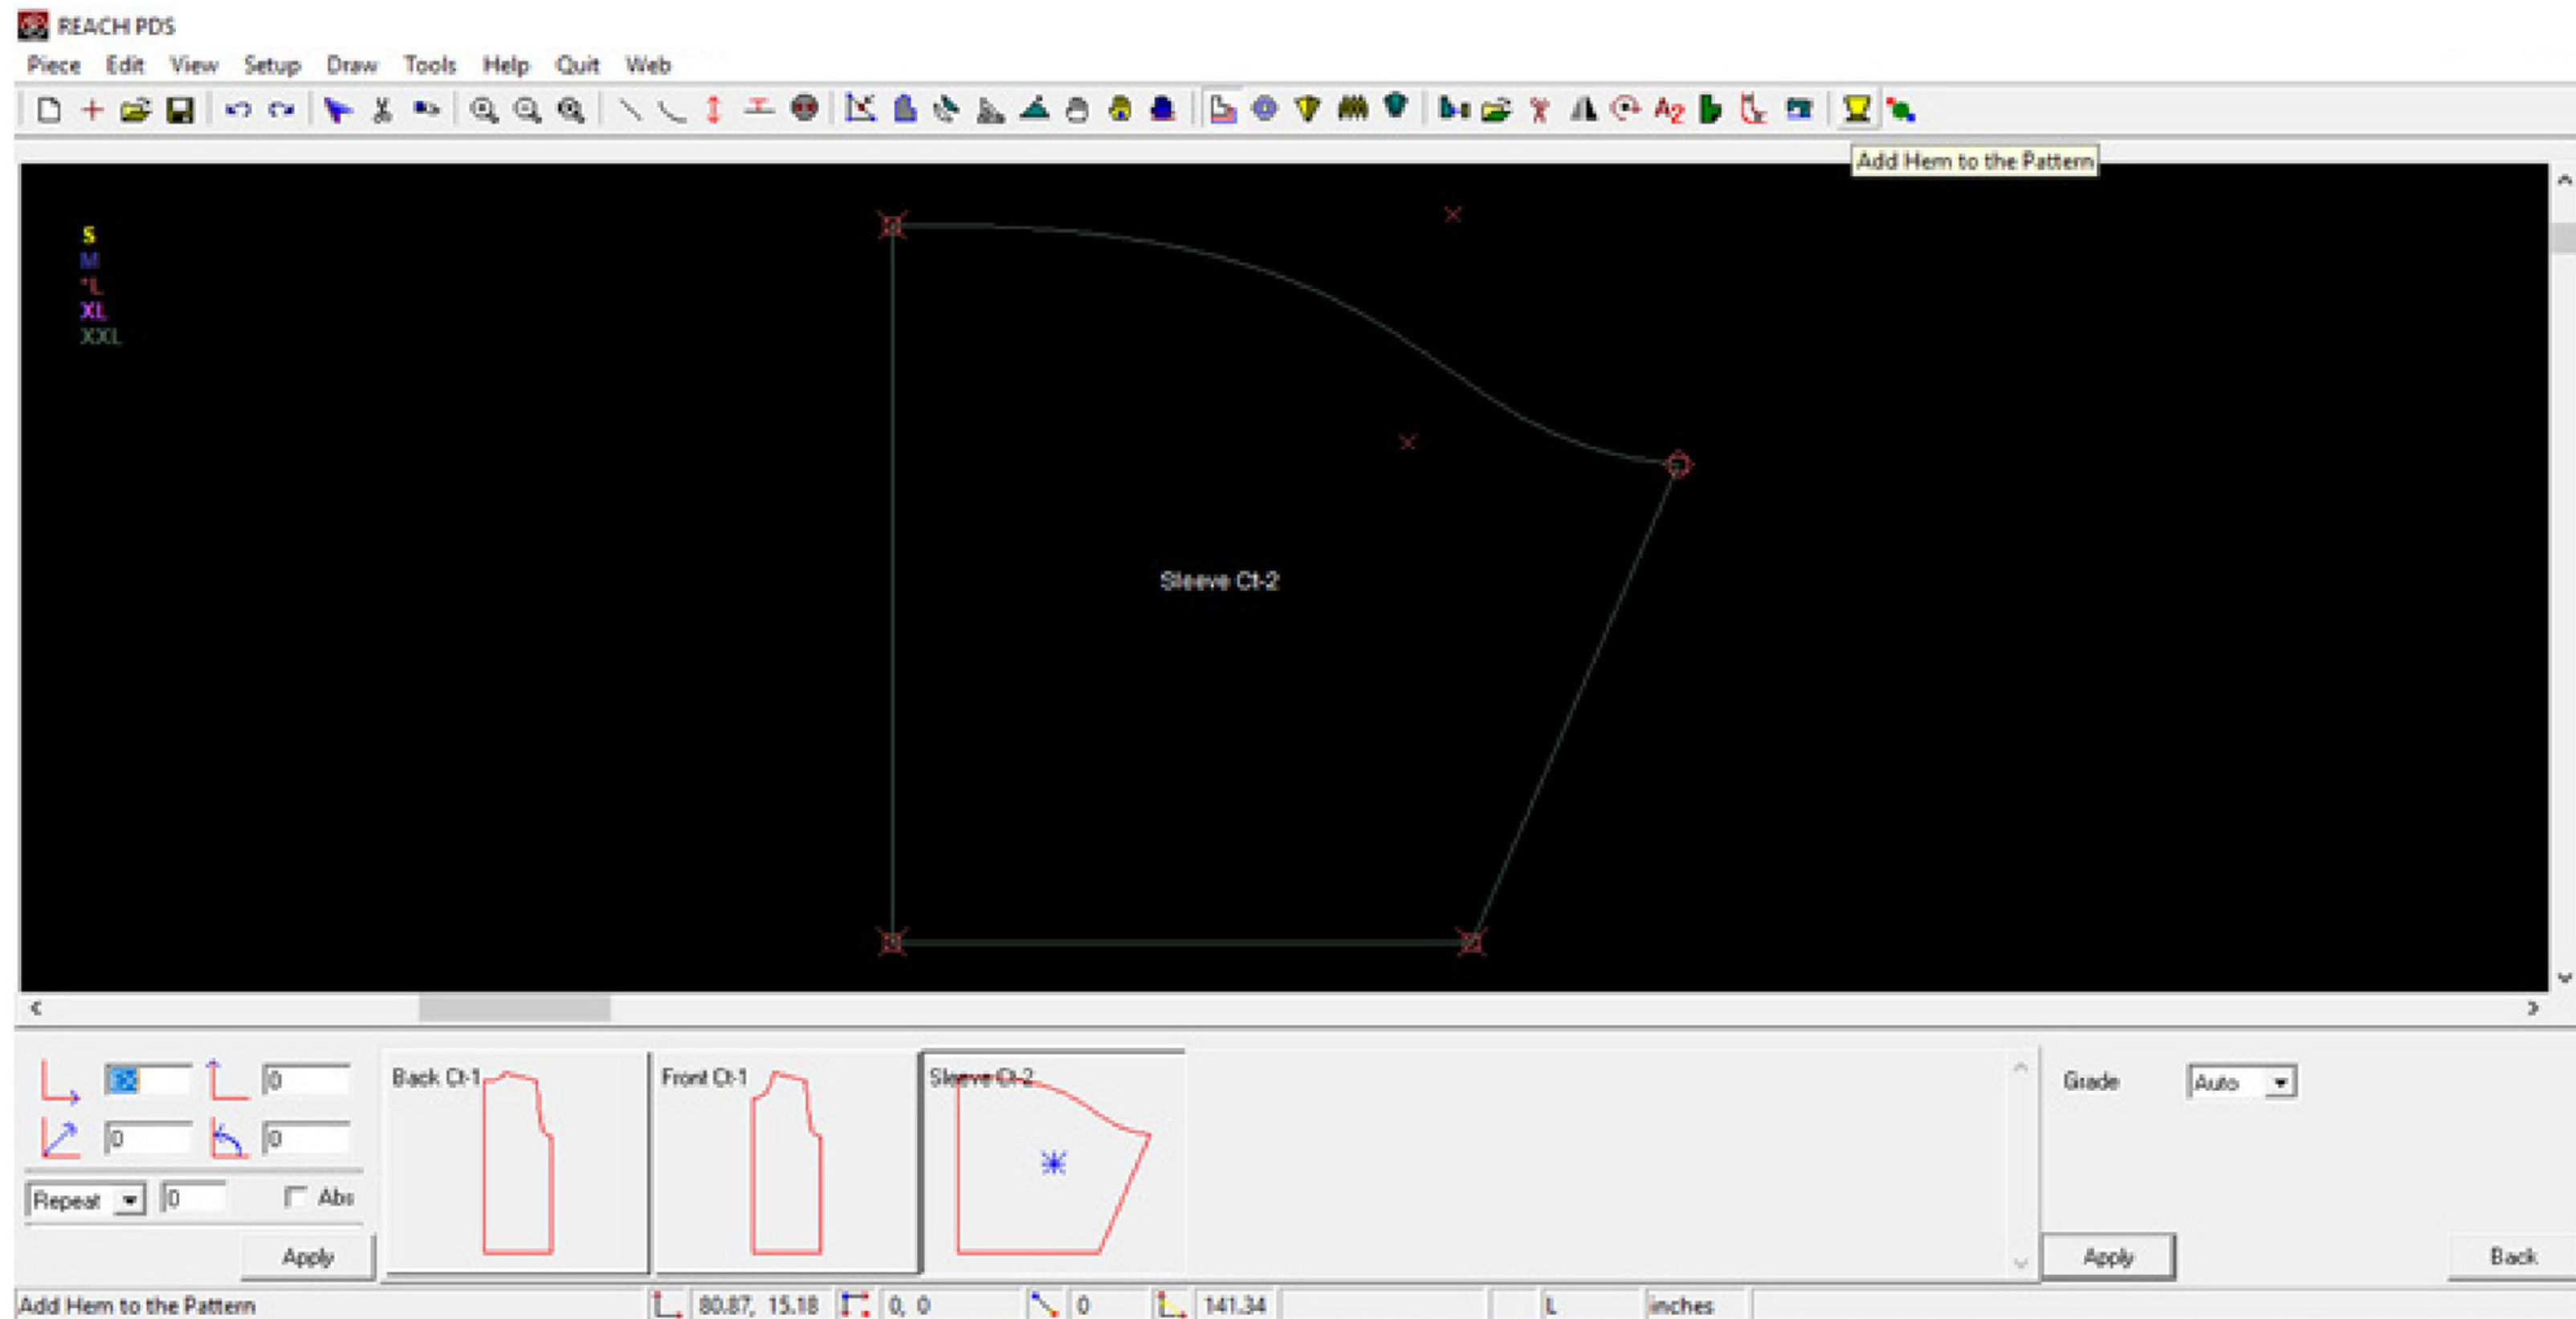 REACH PDS
Piece Edit View Setup Draw Tools Help Quit Web
Add Hem to the Pattern
S
M
*L
XL
XXL
Sleeve Ct-2
Back Ct-1 Front Ct-1 Sleeve Ct-2
0
0 0
Repeat 0 Abs
Apply
Grade Auto
Apply Back
Add Hem to the Pattern 80.87, 15.18 0, 0 0 141.34 L inches